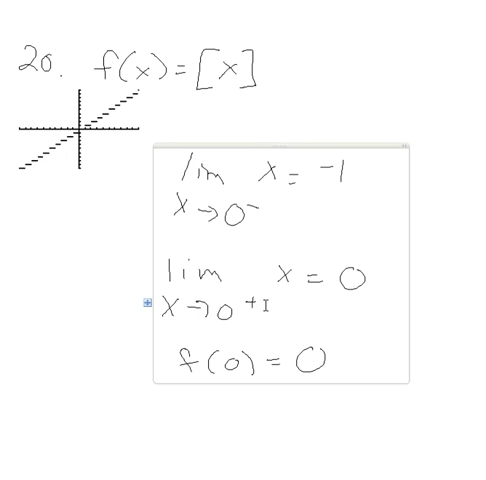 20. f(x) = [x]
lim x = -1
x → 0⁻
lim x = 0
x → 0⁺
f(0) = 0